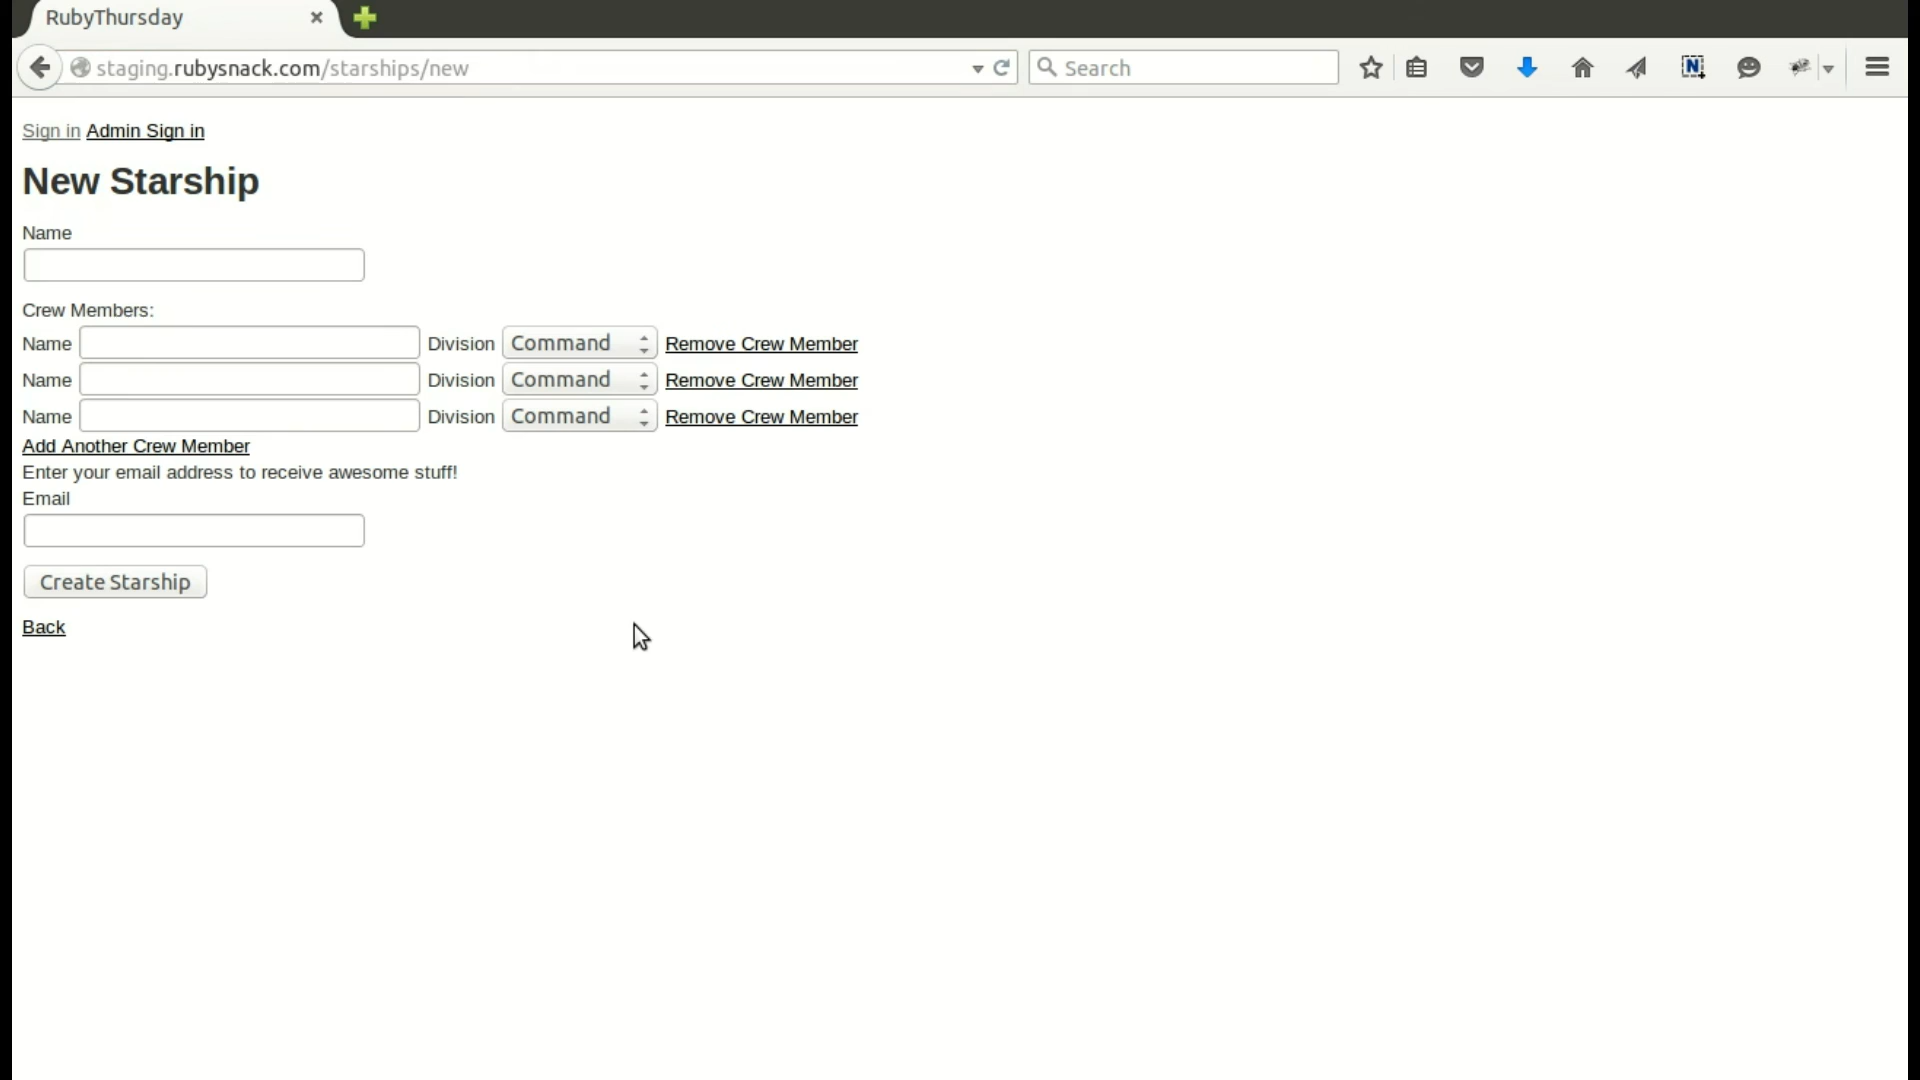 RubyThursday
staging.rubysnack.com/starships/new
Search
Sign in Admin Sign in
New Starship
Name
Crew Members:
Name Division Command Remove Crew Member
Name Division Command Remove Crew Member
Name Division Command Remove Crew Member
Add Another Crew Member
Enter your email address to receive awesome stuff!
Email
Create Starship
Back